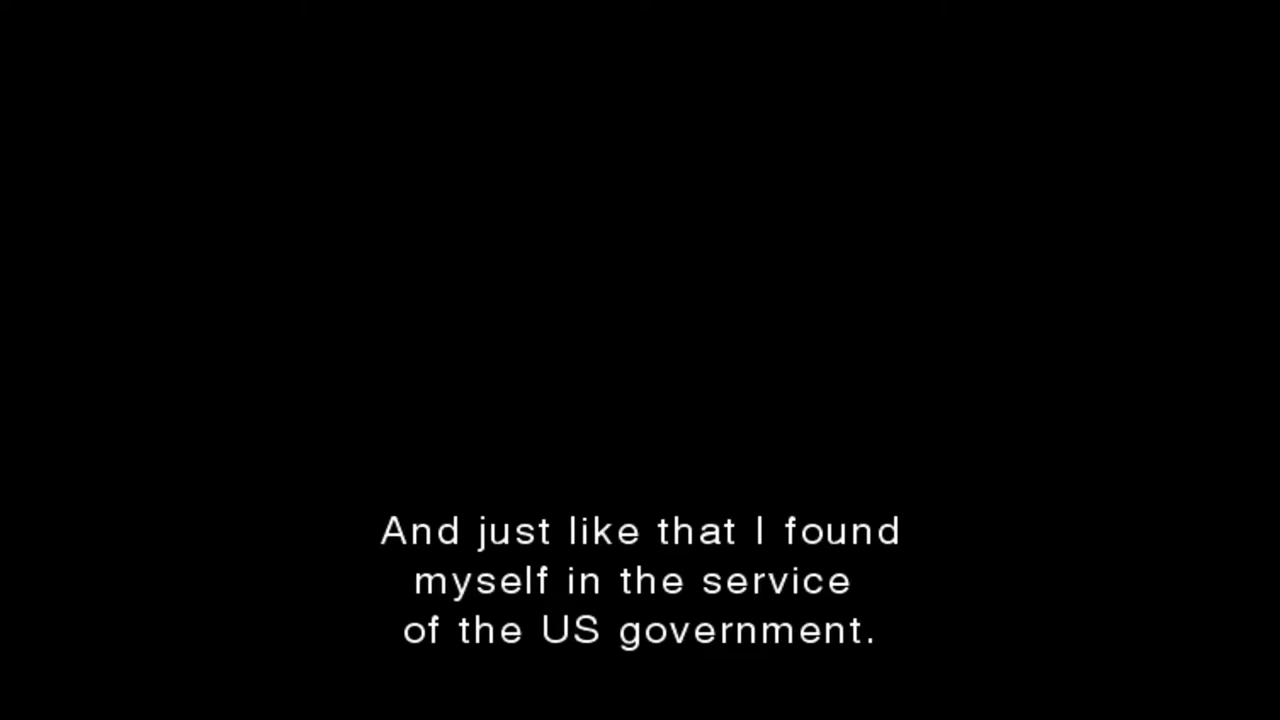 And just like that I found
myself in the service
of the US government.